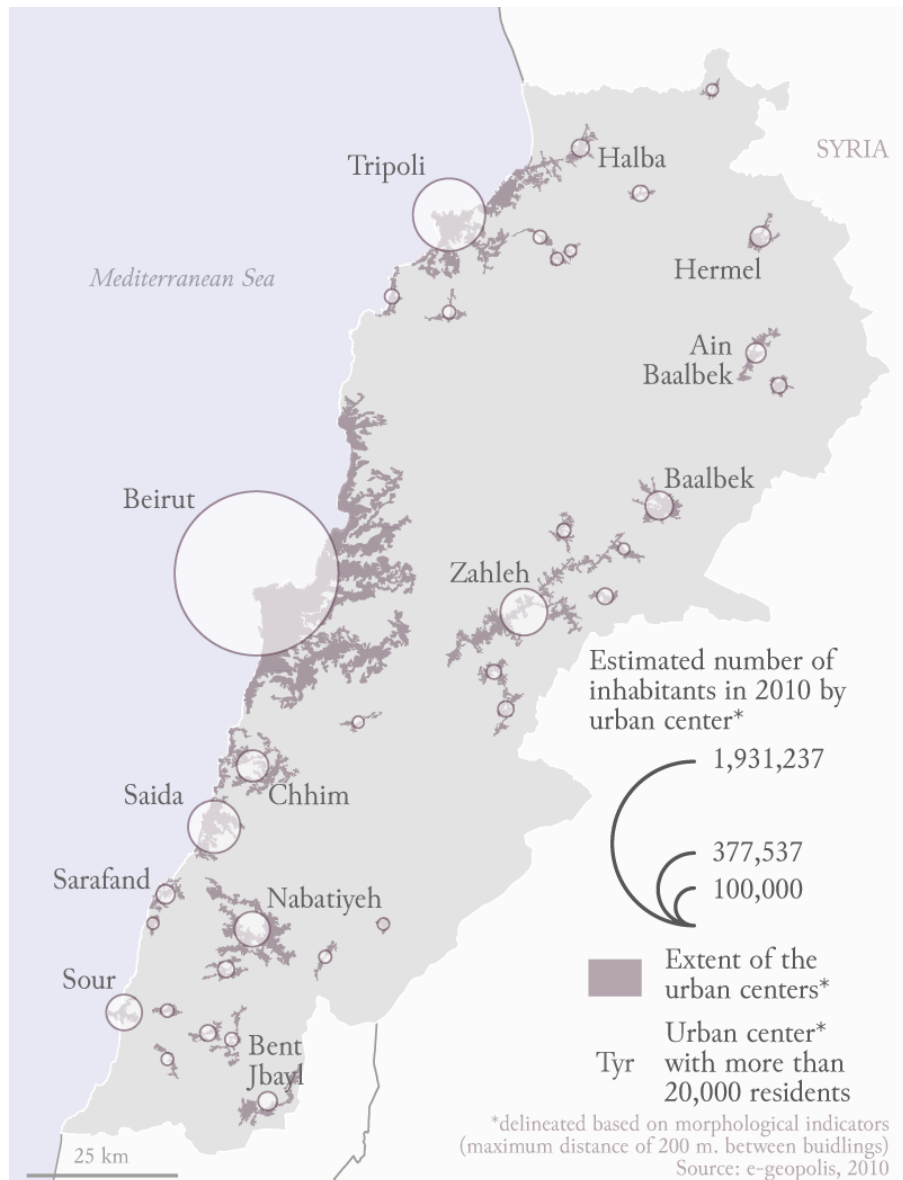 SYRIA
Tripoli
Halba
Mediterranean Sea
Hermel
Ain
Baalbek
Beirut
Baalbek
Zahleh
Estimated number of
inhabitants in 2010 by
urban center*
1,931,237
377,537
100,000
Chhim
Saida
Sarafand
Nabatiyeh
Sour
Bent
Jbayl
Extent of the
urban centers*
Tyr
Urban center*
with more than
20,000 residents
*delineated based on morphological indicators
(maximum distance of 200 m. between buidlings)
Source: e-geopolis, 2010
25 km